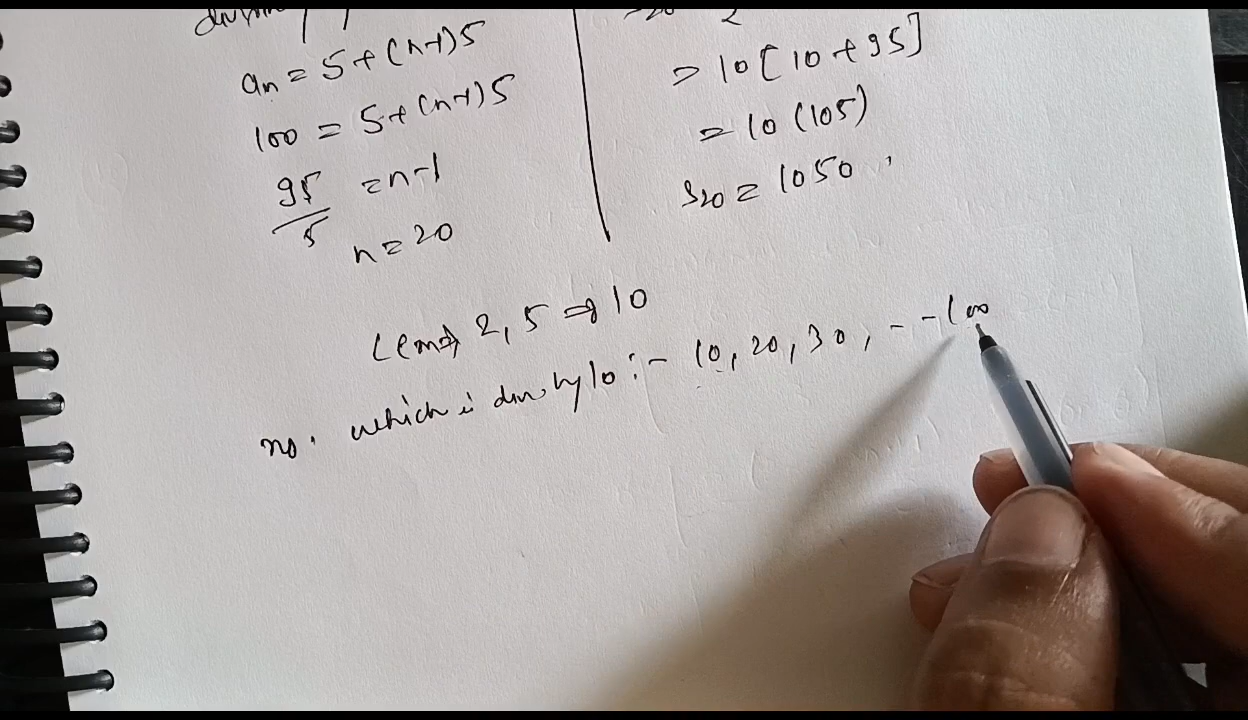 an = 5+(n-1)5
100 = 5+(n-1)5
95/5 = n-1
n = 20
= 10[10+95]
= 10(105)
S20 = 1050
LCM 2,5 ⇒ 10
no. which is div. by 10 :- 10, 20, 30, - - 100